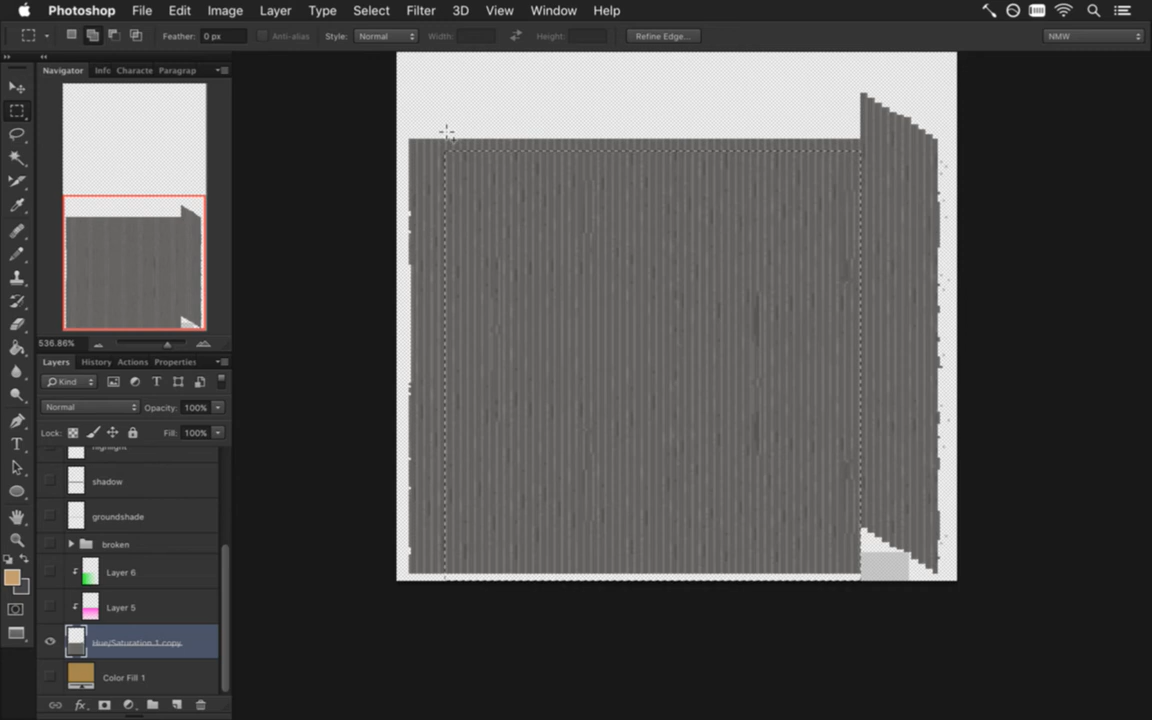 Photoshop File Edit Image Layer Type Select Filter 3D View Window Help
Feather: 0 px Anti-alias Style: Normal Width: Height: Refine Edge... NMW
Navigator Info Characte Paragrap
536.86%
Layers History Actions Properties
Kind
Normal Opacity: 100%
Lock: Fill: 100%
highlight
shadow
groundshade
broken
Layer 6
Layer 5
Hue/Saturation 1 copy
Color Fill 1
fx